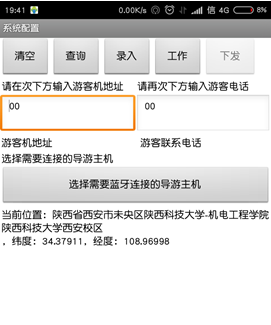 19:41 0.00K/s 信 4G 8%
系统配置
清空 查询 录入 工作 下发
请在次下方输入游客机地址 请再次下方输入游客电话
00 00
游客机地址 游客联系电话
选择需要连接的导游主机
选择需要蓝牙连接的导游主机
当前位置：陕西省西安市未央区陕西科技大学-机电工程学院
陕西科技大学西安校区
，纬度：34.37911，经度：108.96998